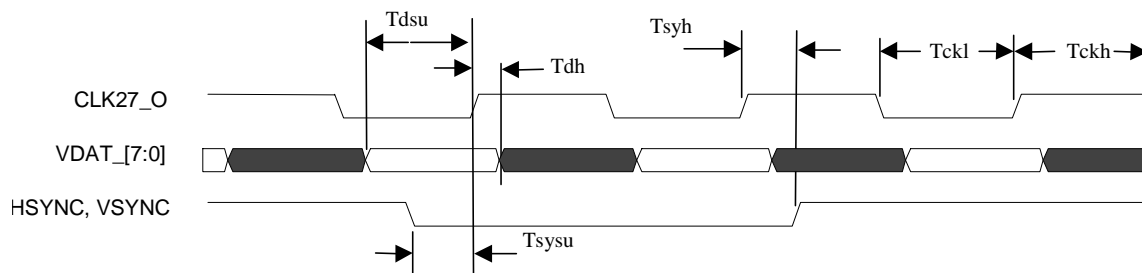 Tdsu
Tsyh
Tdh
Tckl
Tckh
CLK27_O
VDAT_[7:0]
HSYNC, VSYNC
Tsysu